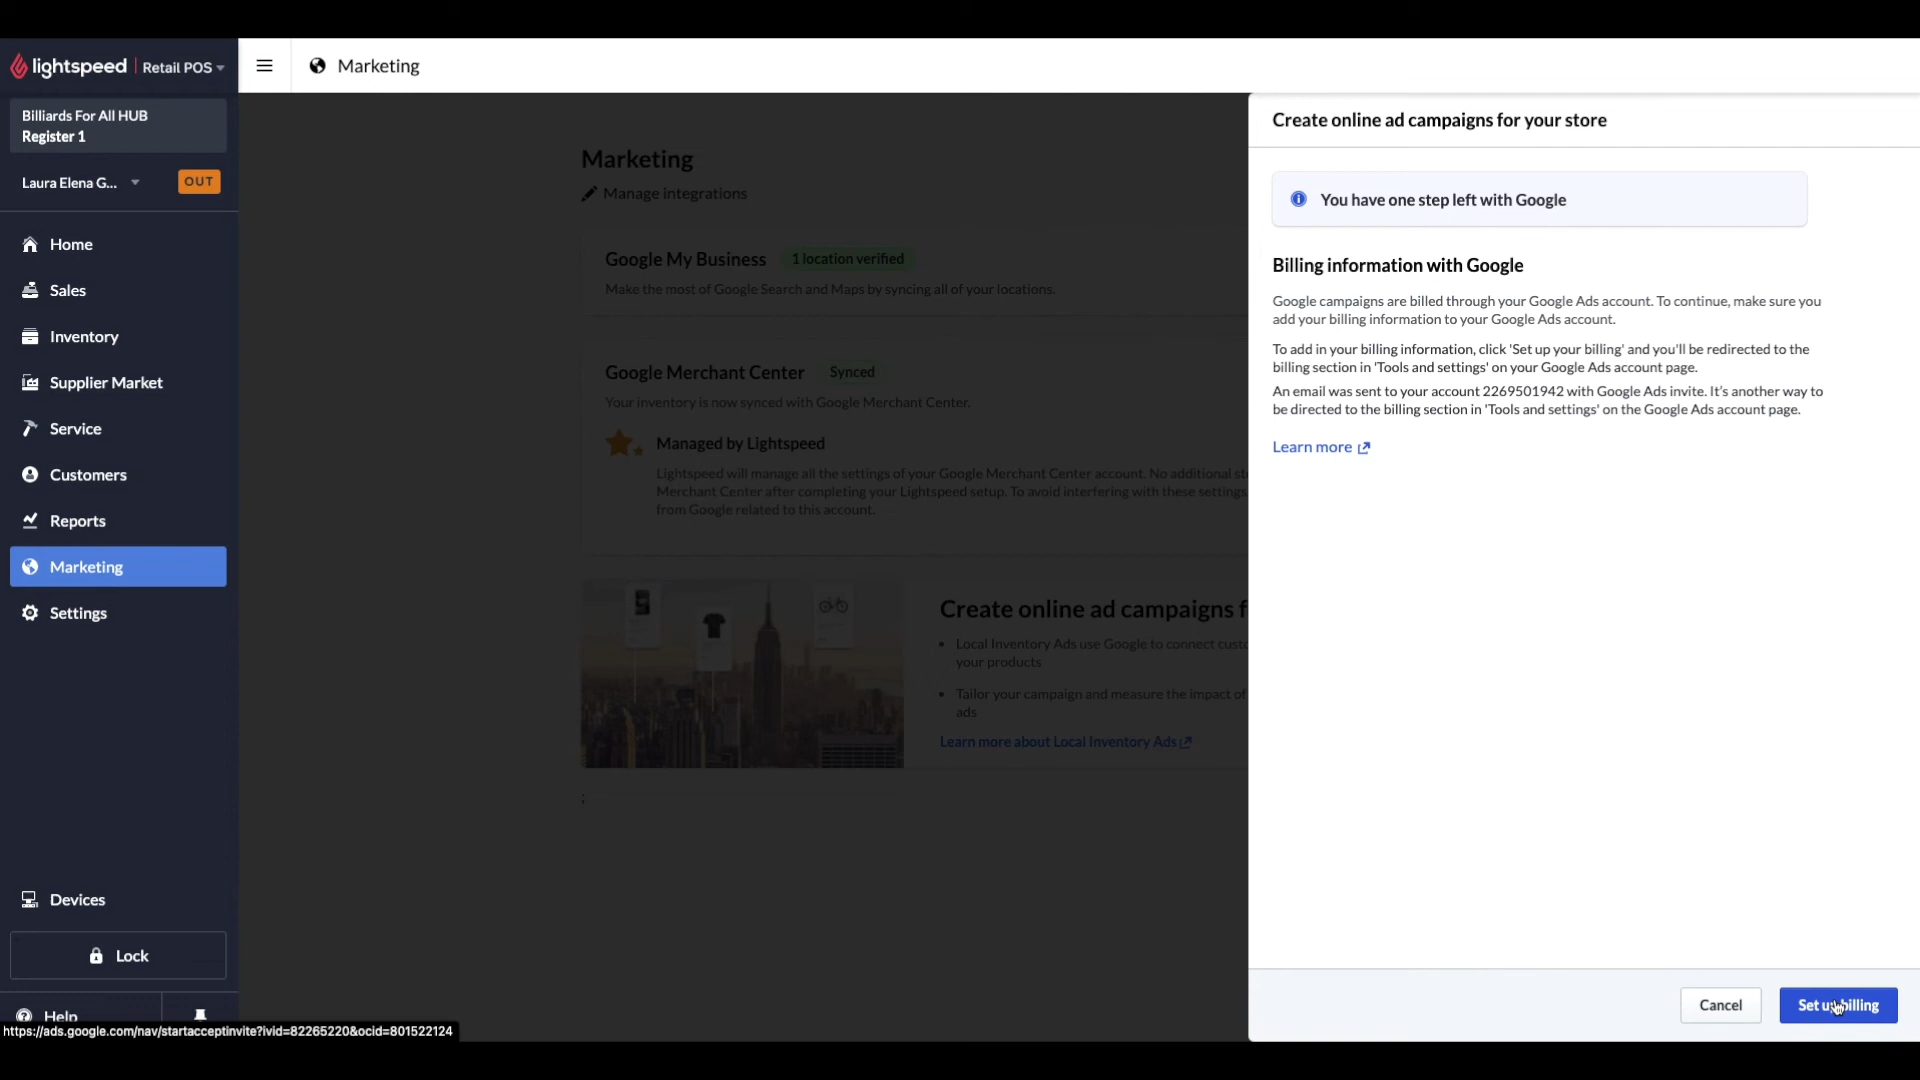 lightspeed Retail POS
Marketing
Billiards For All HUB
Register 1
Laura Elena G...
OUT
Home
Sales
Inventory
Supplier Market
Service
Customers
Reports
Marketing
Settings
Devices
Lock
Help
https://ads.google.com/nav/startacceptinvite?ivid=82265220&ocid=801522124
Marketing
Manage integrations
Google My Business
1 location verified
Make the most of Google Search and Maps by syncing all of your locations.
Google Merchant Center
Synced
Your inventory is now synced with Google Merchant Center.
Managed by Lightspeed
Lightspeed will manage all the settings of your Google Merchant Center account. No additional st
Merchant Center after completing your Lightspeed setup. To avoid interfering with these settings
from Google related to this account.
Create online ad campaigns f
Local Inventory Ads use Google to connect custo
your products
Tailor your campaign and measure the impact of
ads
Learn more about Local Inventory Ads
;
Create online ad campaigns for your store
You have one step left with Google
Billing information with Google
Google campaigns are billed through your Google Ads account. To continue, make sure you
add your billing information to your Google Ads account.
To add in your billing information, click 'Set up your billing' and you'll be redirected to the
billing section in 'Tools and settings' on your Google Ads account page.
An email was sent to your account 2269501942 with Google Ads invite. It's another way to
be directed to the billing section in 'Tools and settings' on the Google Ads account page.
Learn more
Cancel
Set up billing